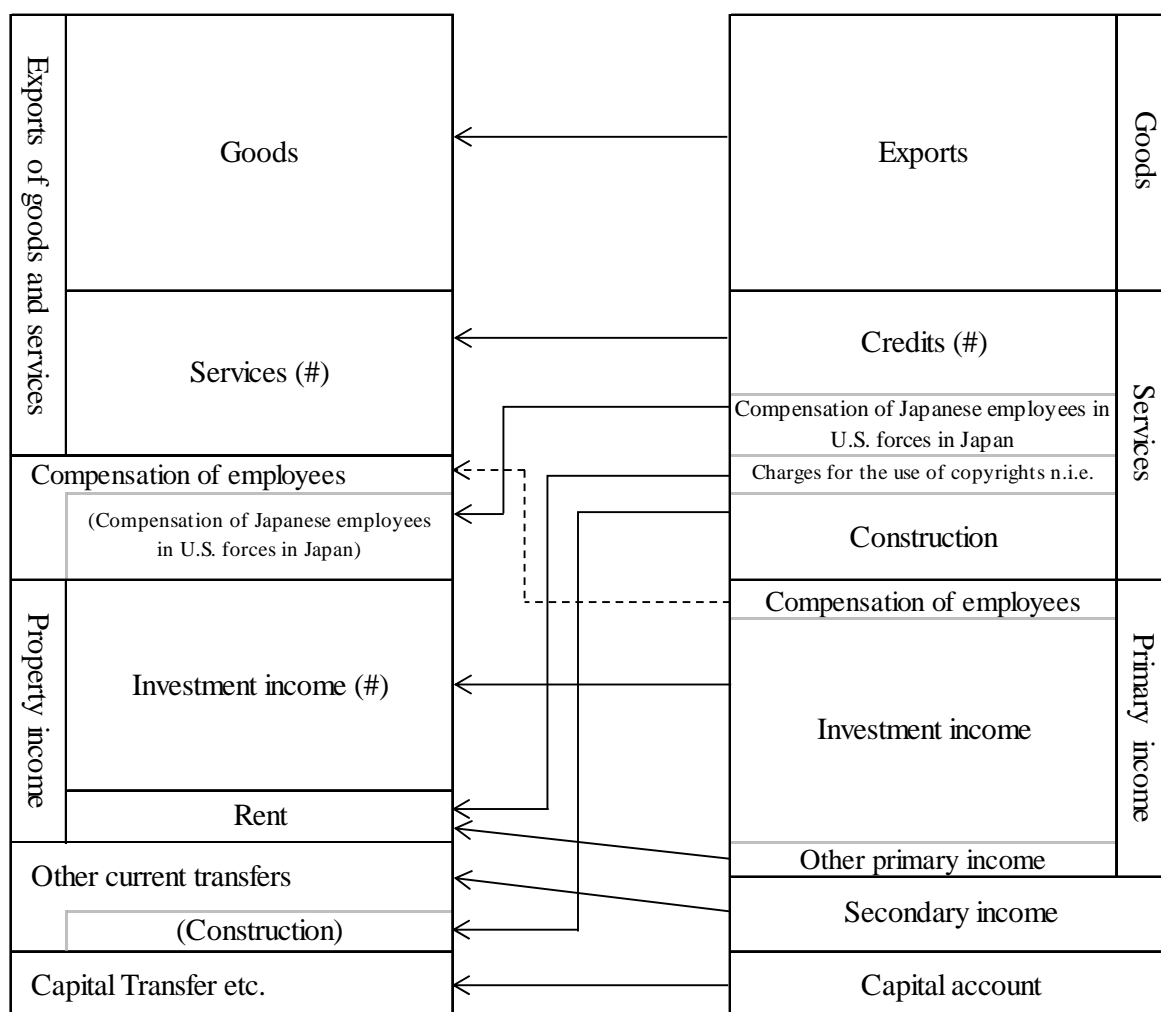 Exports of goods and services
Goods
Services (#)
Compensation of employees
(Compensation of Japanese employees
in U.S. forces in Japan)
Property income
Investment income (#)
Rent
Other current transfers
(Construction)
Capital Transfer etc.
Exports
Goods
Credits (#)
Compensation of Japanese employees in
U.S. forces in Japan
Charges for the use of copyrights n.i.e.
Construction
Services
Compensation of employees
Investment income
Other primary income
Primary income
Secondary income
Capital account